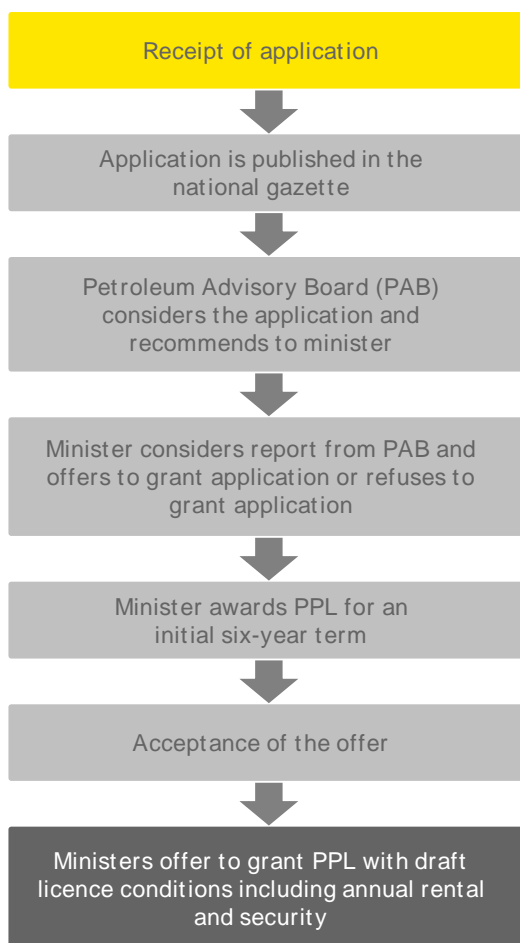 Receipt of application
Application is published in the
national gazette
Petroleum Advisory Board (PAB)
considers the application and
recommends to minister
Minister considers report from PAB and
offers to grant application or refuses to
grant application
Minister awards PPL for an
initial six-year term
Acceptance of the offer
Ministers offer to grant PPL with draft
licence conditions including annual rental
and security